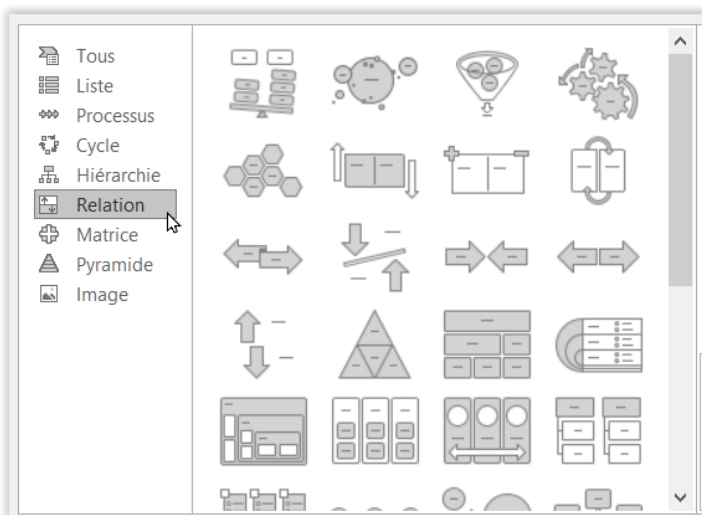 Tous
Liste
Processus
Cycle
Hiérarchie
Relation
Matrice
Pyramide
Image